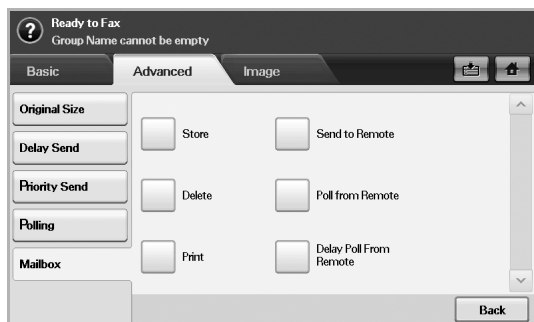 Ready to Fax
Group Name cannot be empty
Basic
Advanced
Image
Original Size
Delay Send
Priority Send
Polling
Mailbox
Store
Send to Remote
Delete
Poll from Remote
Print
Delay Poll From
Remote
Back